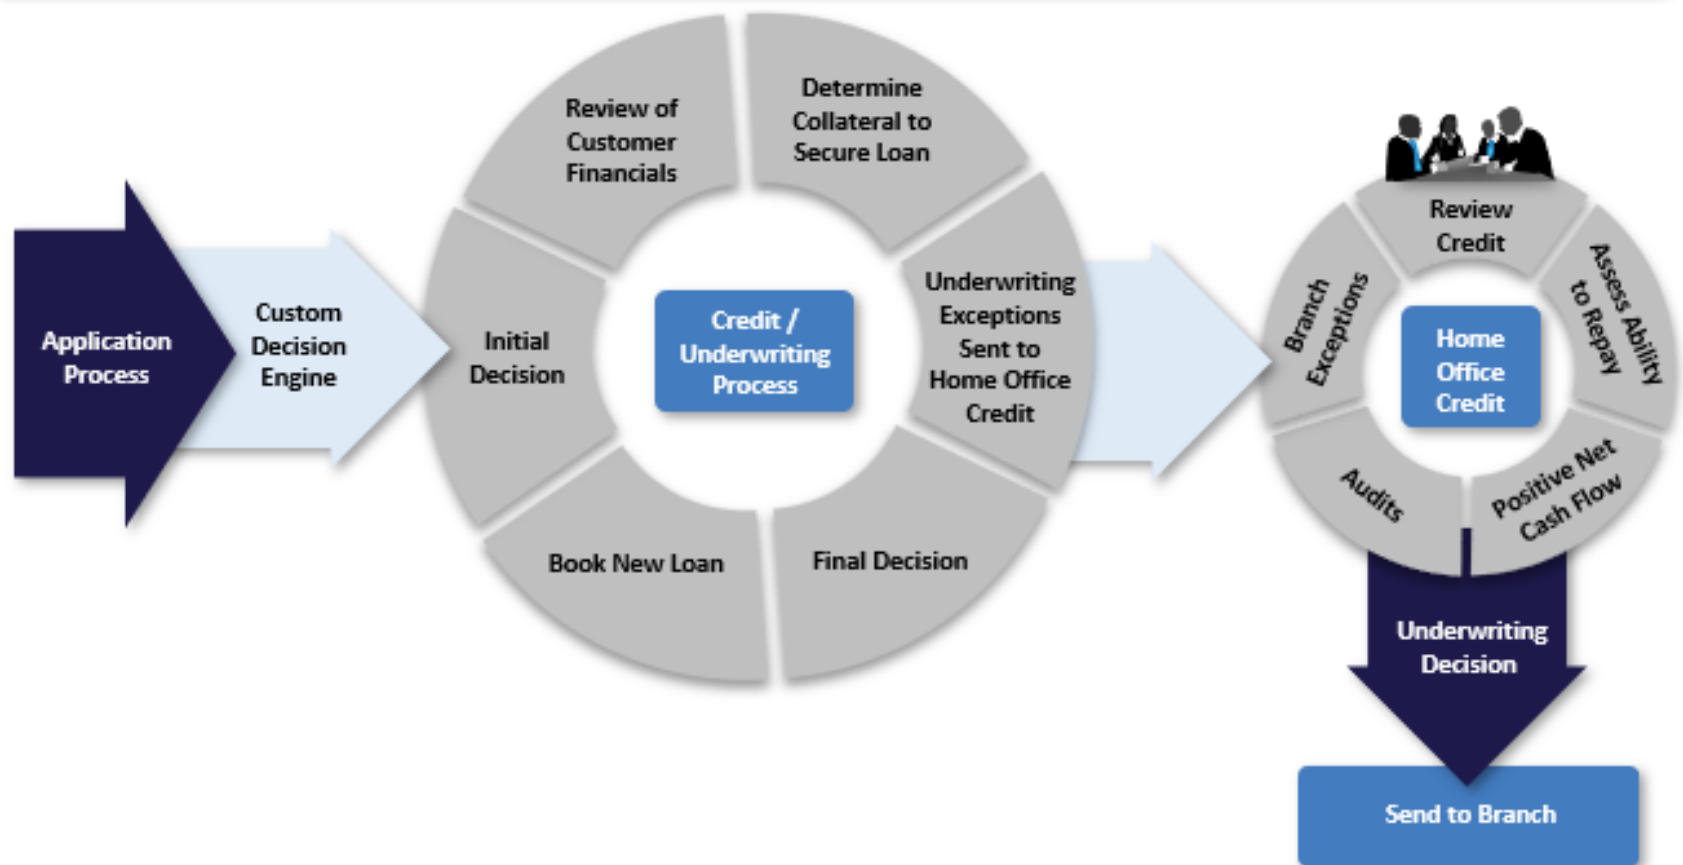 Application
Process
Custom
Decision
Engine
Initial
Decision
Review of
Customer
Financials
Determine
Collateral to
Secure Loan
Underwriting
Exceptions
Sent to
Home Office
Credit
Final Decision
Book New Loan
Credit /
Underwriting
Process
Branch
Exceptions
Review
Credit
Assess Ability
to Repay
Positive Net
Cash Flow
Audits
Home
Office
Credit
Underwriting
Decision
Send to Branch